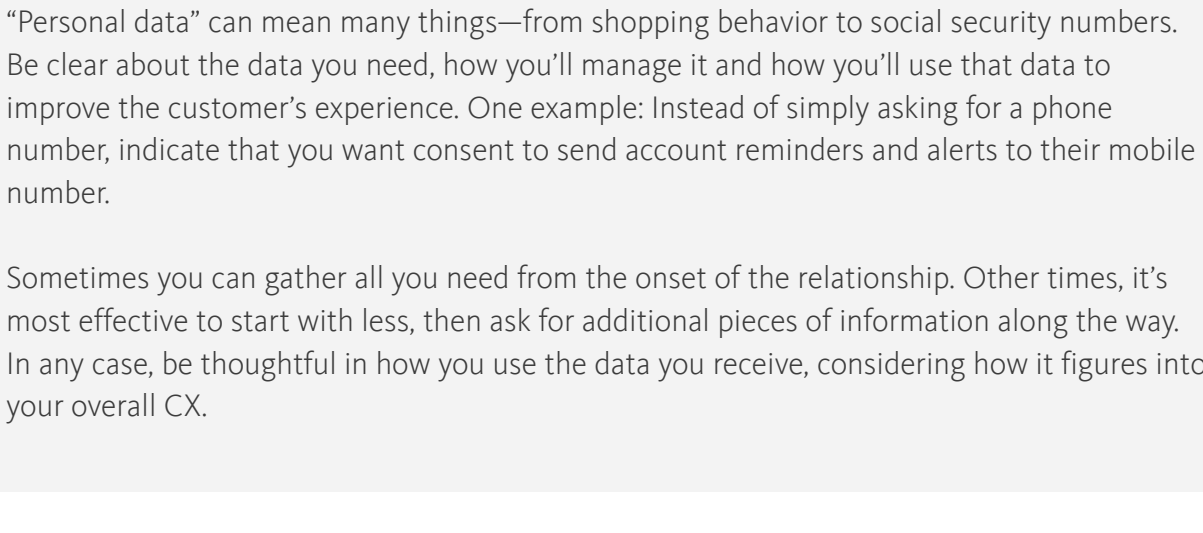 “Personal data” can mean many things—from shopping behavior to social security numbers.
Be clear about the data you need, how you’ll manage it and how you’ll use that data to
improve the customer’s experience. One example: Instead of simply asking for a phone
number, indicate that you want consent to send account reminders and alerts to their mobile
number.
Sometimes you can gather all you need from the onset of the relationship. Other times, it’s
most effective to start with less, then ask for additional pieces of information along the way.
In any case, be thoughtful in how you use the data you receive, considering how it figures into
your overall CX.